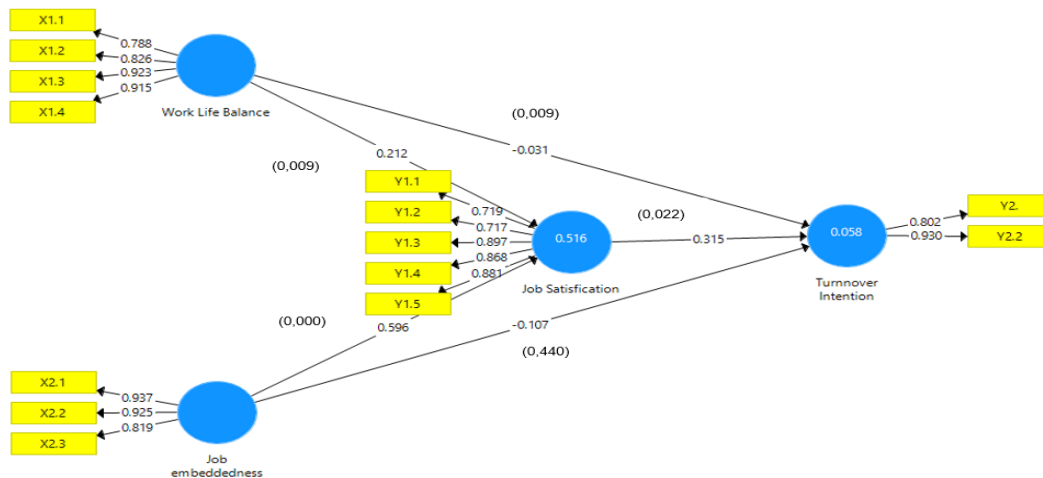 X1.1
X1.2
X1.3
X1.4
0.788
0.826
0.923
0.915
Work Life Balance
(0,009)
-0.031
0.212
(0,009)
Y1.1
Y1.2
Y1.3
Y1.4
Y1.5
0.719
0.717
0.897
0.868
0.881
0.516
Job Satisfication
(0,022)
0.315
0.058
Turnnover
Intention
0.802
0.930
Y2.
Y2.2
(0,000)
0.596
-0.107
(0,440)
X2.1
X2.2
X2.3
0.937
0.925
0.819
Job
embeddedness